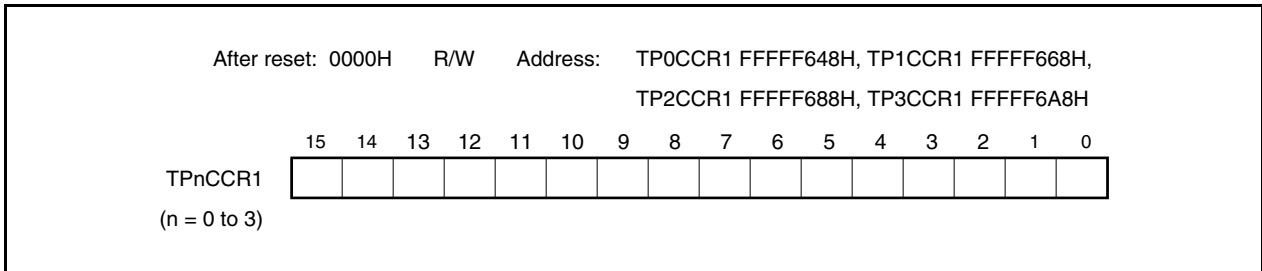 After reset: 0000H R/W Address: TP0CCR1 FFFFF648H, TP1CCR1 FFFFF668H,
TP2CCR1 FFFFF688H, TP3CCR1 FFFFF6A8H
15 14 13 12 11 10 9 8 7 6 5 4 3 2 1 0
TPnCCR1
(n = 0 to 3)